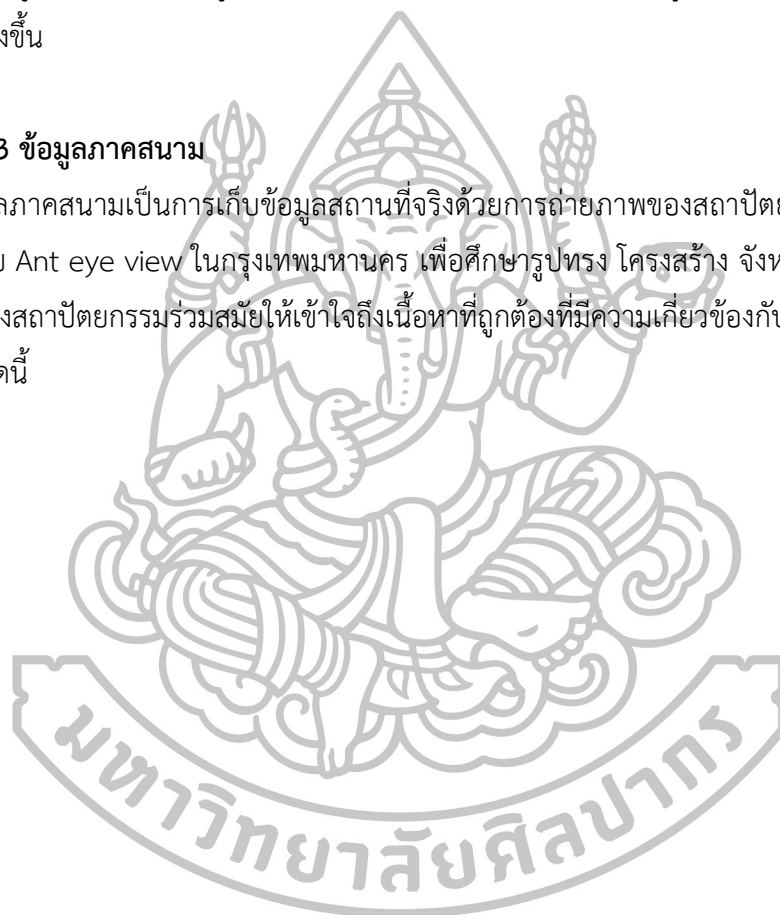 งขึ้น
3 ข้อมูลภาคสนาม
ลภาคสนามเป็นการเก็บข้อมูลสถานที่จริงด้วยการถ่ายภาพของสถาปัตย
Ant eye view ในกรุงเทพมหานคร เพื่อศึกษารูปทรง โครงสร้าง จังห
งสถาปัตยกรรมร่วมสมัยให้เข้าใจถึงเนื้อหาที่ถูกต้องที่มีความเกี่ยวข้องกับ
ดนี้
มหาวิทยาลัยศิลปากร